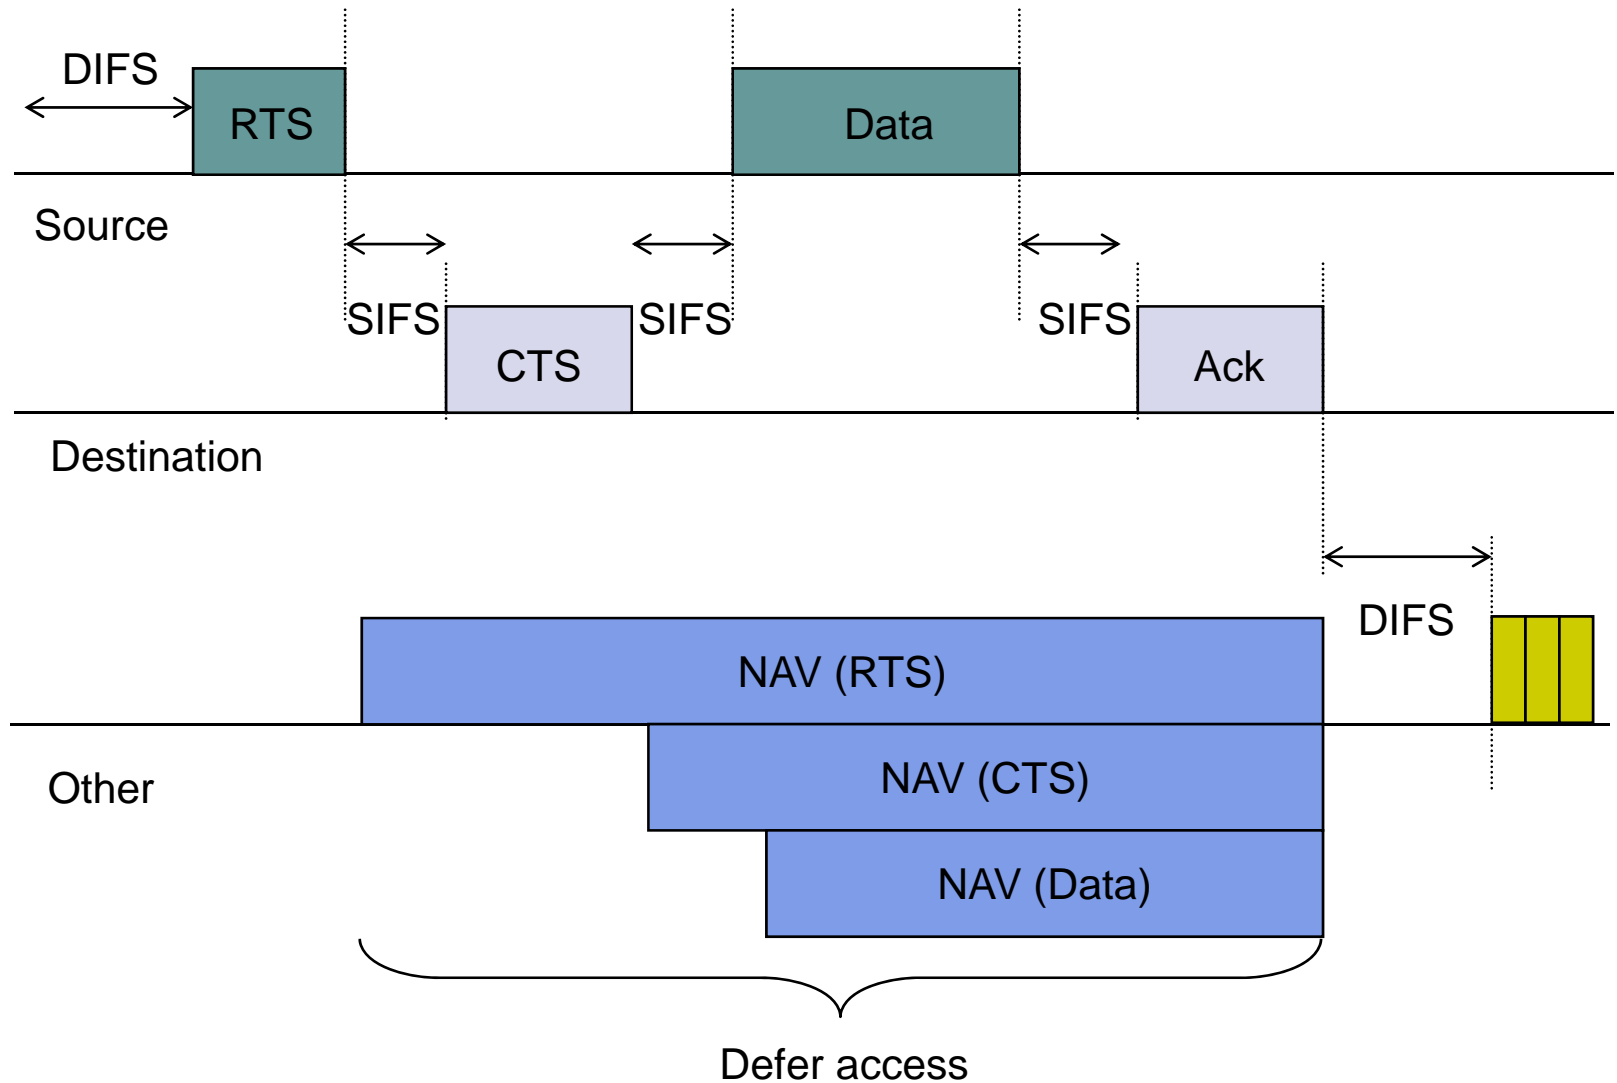 DIFS
RTS
Data
Source
SIFS
SIFS
SIFS
CTS
Ack
Destination
DIFS
NAV (RTS)
Other
NAV (CTS)
NAV (Data)
Defer access